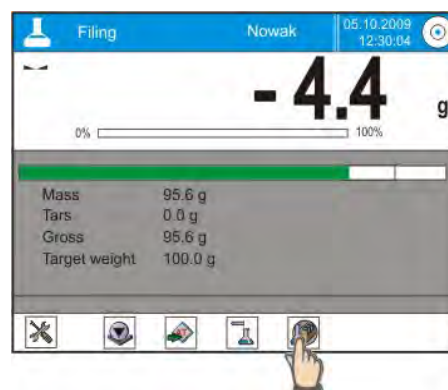 Filing Nowak 05.10.2009
12:30:04
- 4.4 g
0% 100%
Mass 95.6 g
Tars 0.0 g
Gross 95.6 g
Target weight 100.0 g